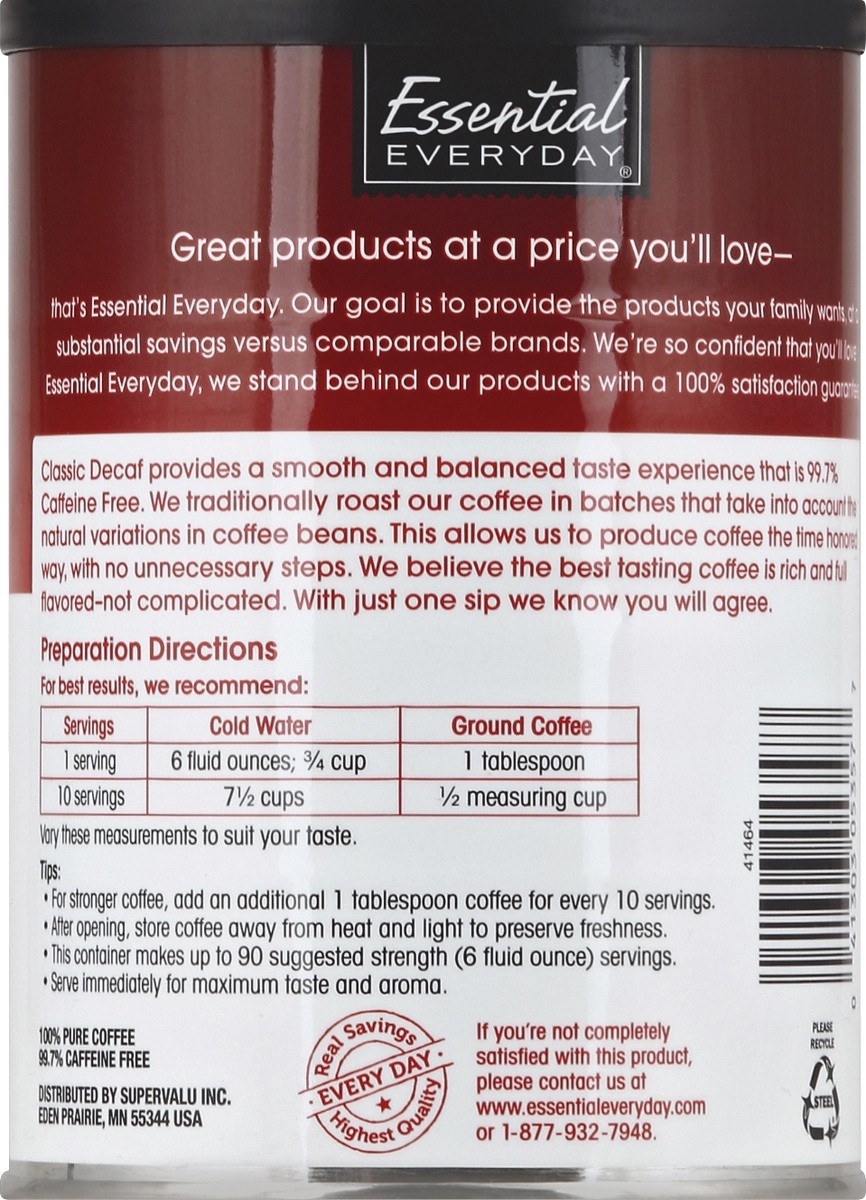 Essential
EVERYDAY®
Great products at a price you'll love–
that's Essential Everyday. Our goal is to provide the products your family wants, at a
substantial savings versus comparable brands. We're so confident that you'll love
Essential Everyday, we stand behind our products with a 100% satisfaction
Classic Decaf provides a smooth and balanced taste experience that is 99.7%
Caffeine Free. We traditionally roast our coffee in batches that take into account the
natural variations in coffee beans. This allows us to produce coffee the time honored
way, with no unnecessary steps. We believe the best tasting coffee is rich and full
flavored-not complicated. With just one sip we know you will agree.
Preparation Directions
For best results, we recommend:
Servings Cold Water Ground Coffee
1 serving 6 fluid ounces; ¾ cup 1 tablespoon
10 servings 7½ cups ½ measuring cup
Vary these measurements to suit your taste.
Tips:
• For stronger coffee, add an additional 1 tablespoon coffee for every 10 servings.
• After opening, store coffee away from heat and light to preserve freshness.
• This container makes up to 90 suggested strength (6 fluid ounce) servings.
• Serve immediately for maximum taste and aroma.
41464
100% PURE COFFEE
99.7% CAFFEINE FREE
DISTRIBUTED BY SUPERVALU INC.
EDEN PRAIRIE, MN 55344 USA
Real Savings
• EVERY DAY •
Highest Quality
If you're not completely
satisfied with this product,
please contact us at
www.essentialeveryday.com
or 1-877-932-7948.
PLEASE
RECYCLE
STEEL